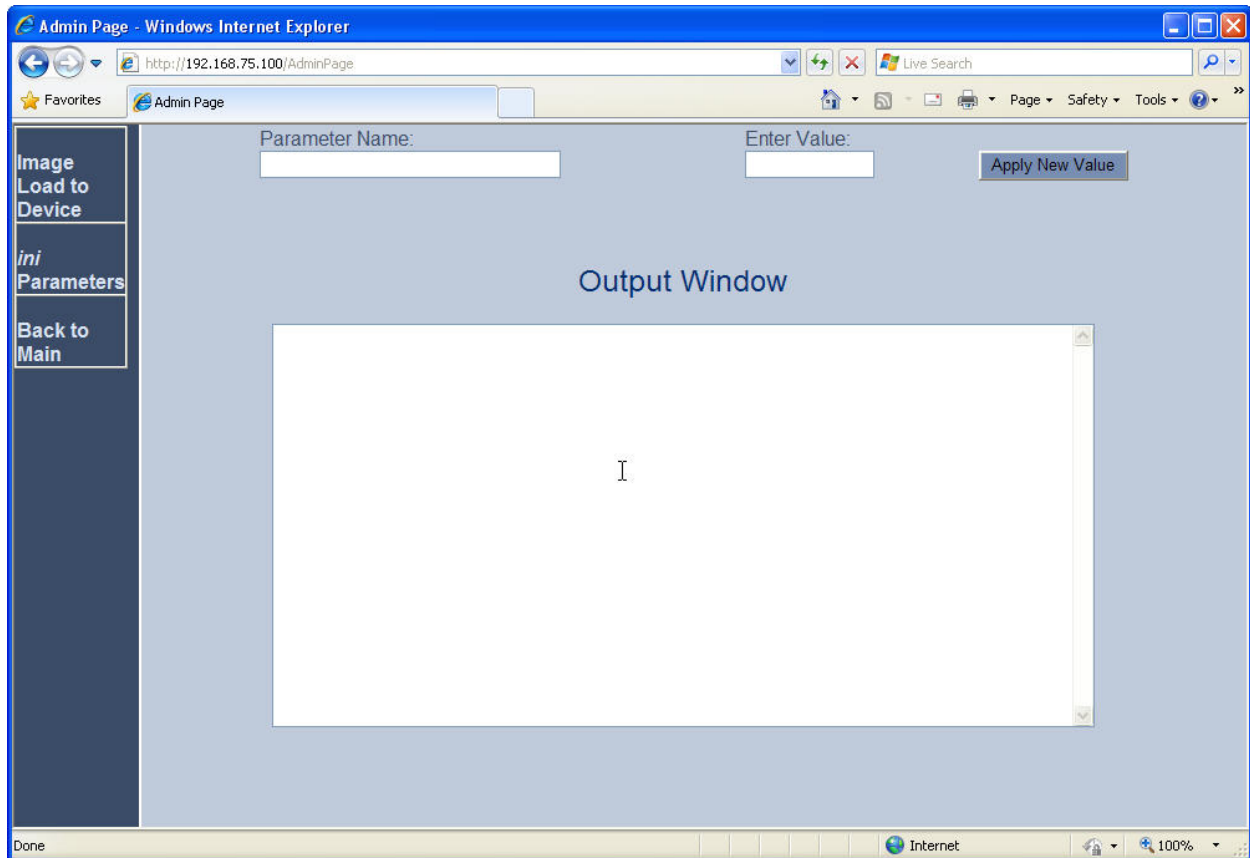 Admin Page - Windows Internet Explorer
http://192.168.75.100/AdminPage
Live Search
Favorites
Admin Page
Page
Safety
Tools
Image
Load to
Device
ini
Parameters
Back to
Main
Parameter Name:
Enter Value:
Apply New Value
Output Window
Done
Internet
100%